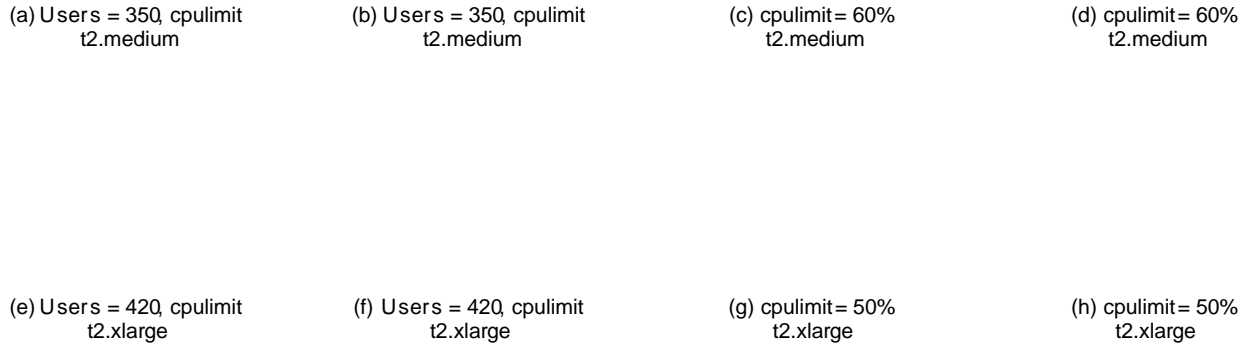 (a) Users = 350, cpulimit
t2.medium
(b) Users = 350, cpulimit
t2.medium
(c) cpulimit = 60%
t2.medium
(d) cpulimit = 60%
t2.medium
(e) Users = 420, cpulimit
t2.xlarge
(f) Users = 420, cpulimit
t2.xlarge
(g) cpulimit = 50%
t2.xlarge
(h) cpulimit = 50%
t2.xlarge